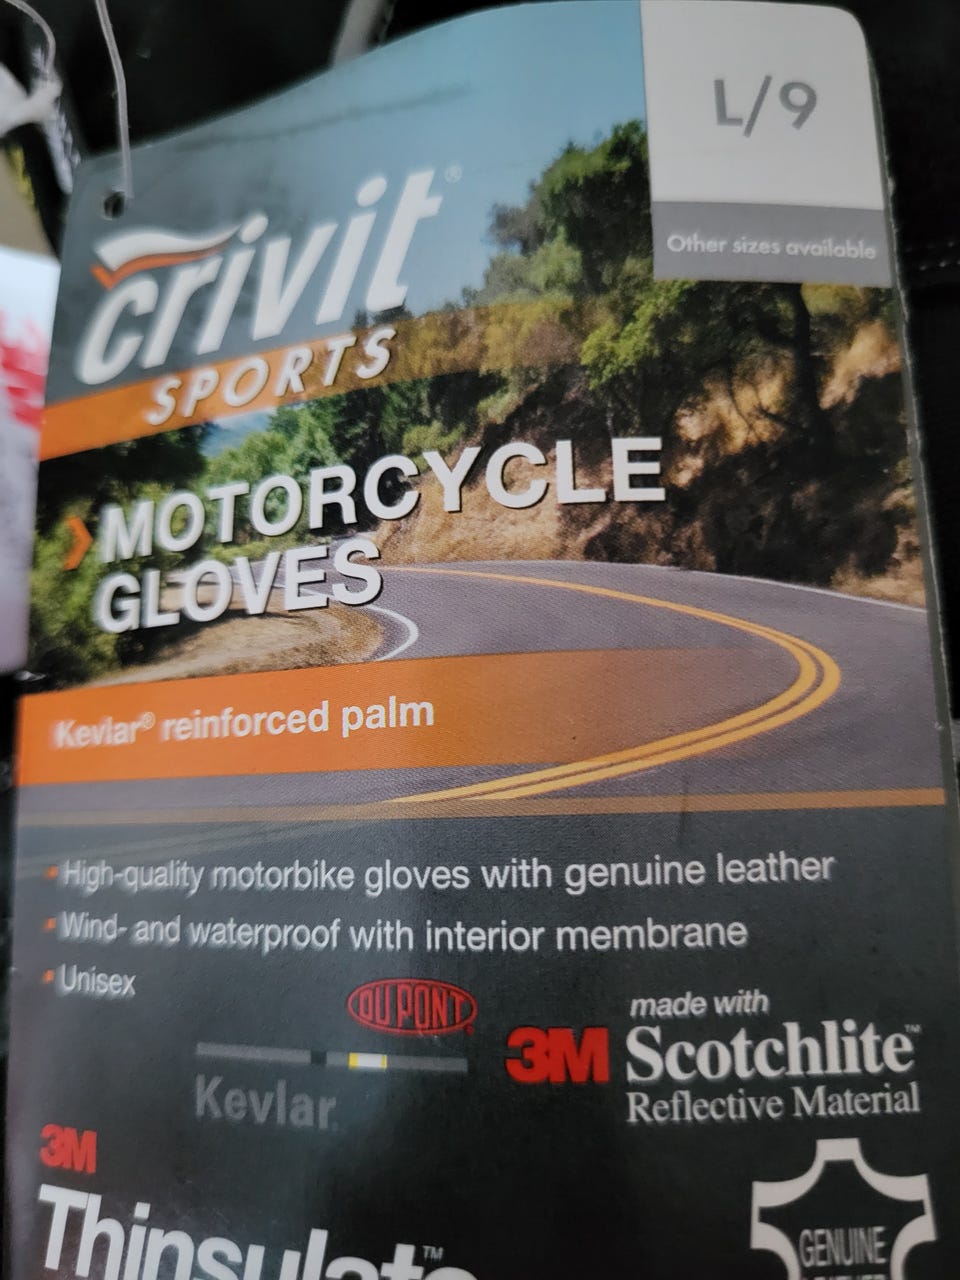 L/9
Other sizes available
crivit®
SPORTS
MOTORCYCLE
GLOVES
Kevlar® reinforced palm
High-quality motorbike gloves with genuine leather
Wind- and waterproof with interior membrane
Unisex
DUPONT
Kevlar
made with
3M Scotchlite™
Reflective Material
3M
Thinsulate™
GENUINE